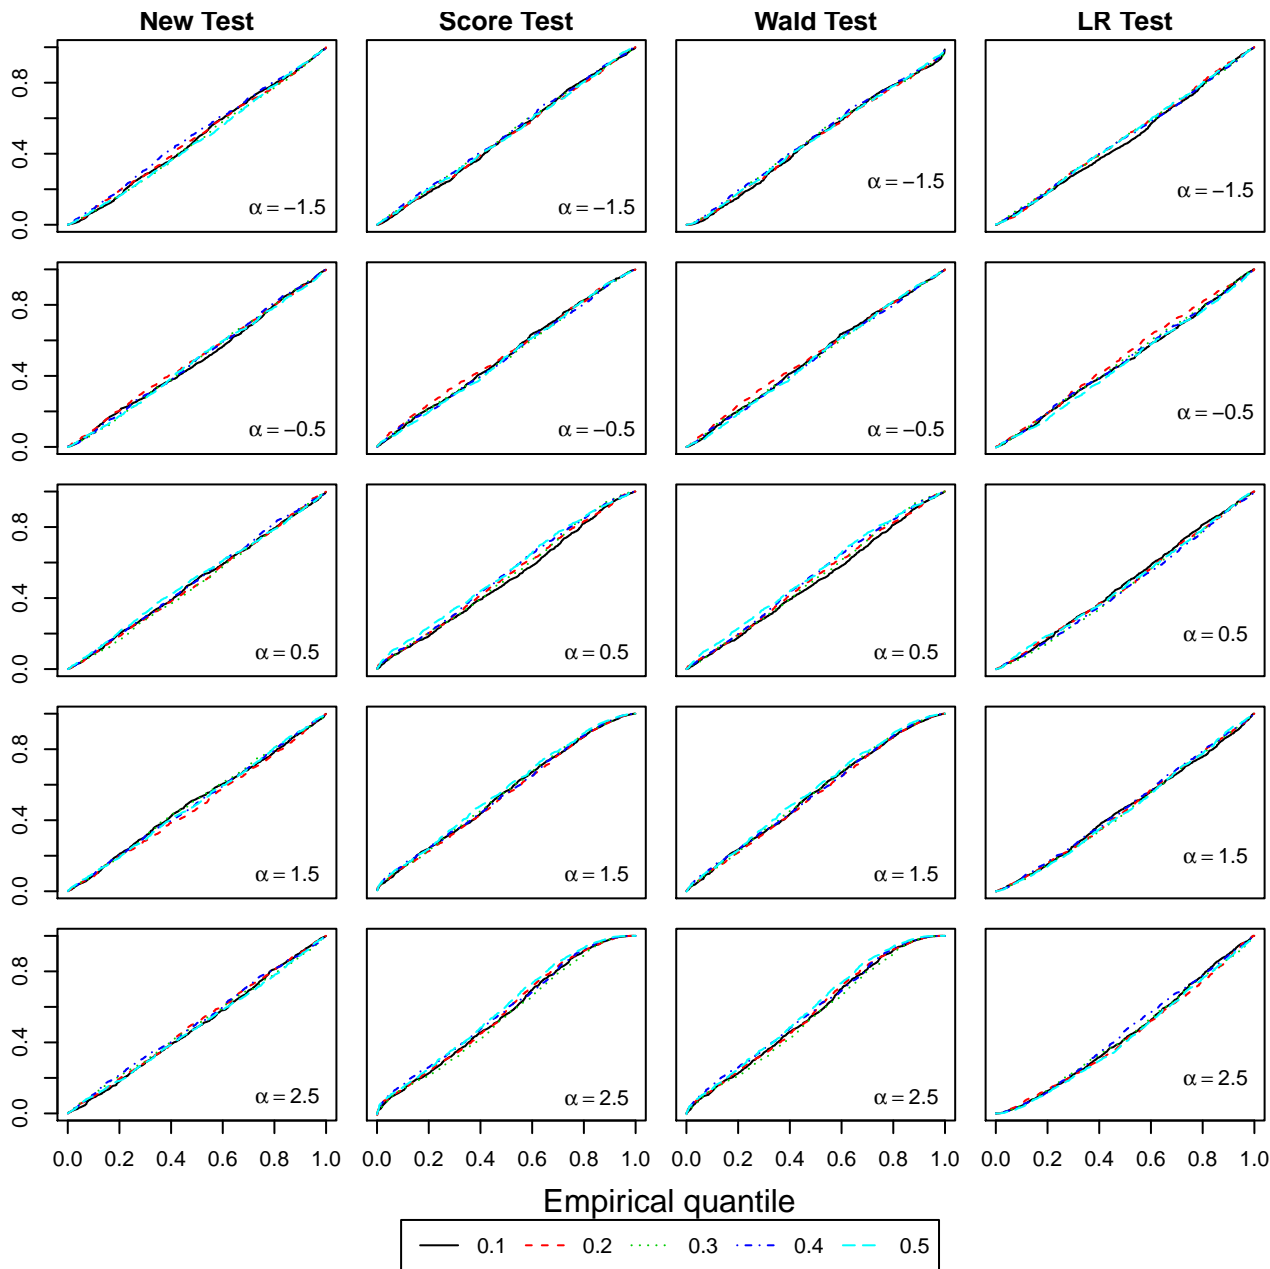 New Test Score Test Wald Test LR Test
0.0 0.4 0.8
α = −1.5 α = −1.5 α = −1.5 α = −1.5
0.0 0.4 0.8
α = −0.5 α = −0.5 α = −0.5 α = −0.5
0.0 0.4 0.8
α = 0.5 α = 0.5 α = 0.5 α = 0.5
0.0 0.4 0.8
α = 1.5 α = 1.5 α = 1.5 α = 1.5
0.0 0.4 0.8
α = 2.5 α = 2.5 α = 2.5 α = 2.5
0.0 0.2 0.4 0.6 0.8 1.0 0.0 0.2 0.4 0.6 0.8 1.0 0.0 0.2 0.4 0.6 0.8 1.0 0.0 0.2 0.4 0.6 0.8 1.0
Empirical quantile
0.1 0.2 0.3 0.4 0.5